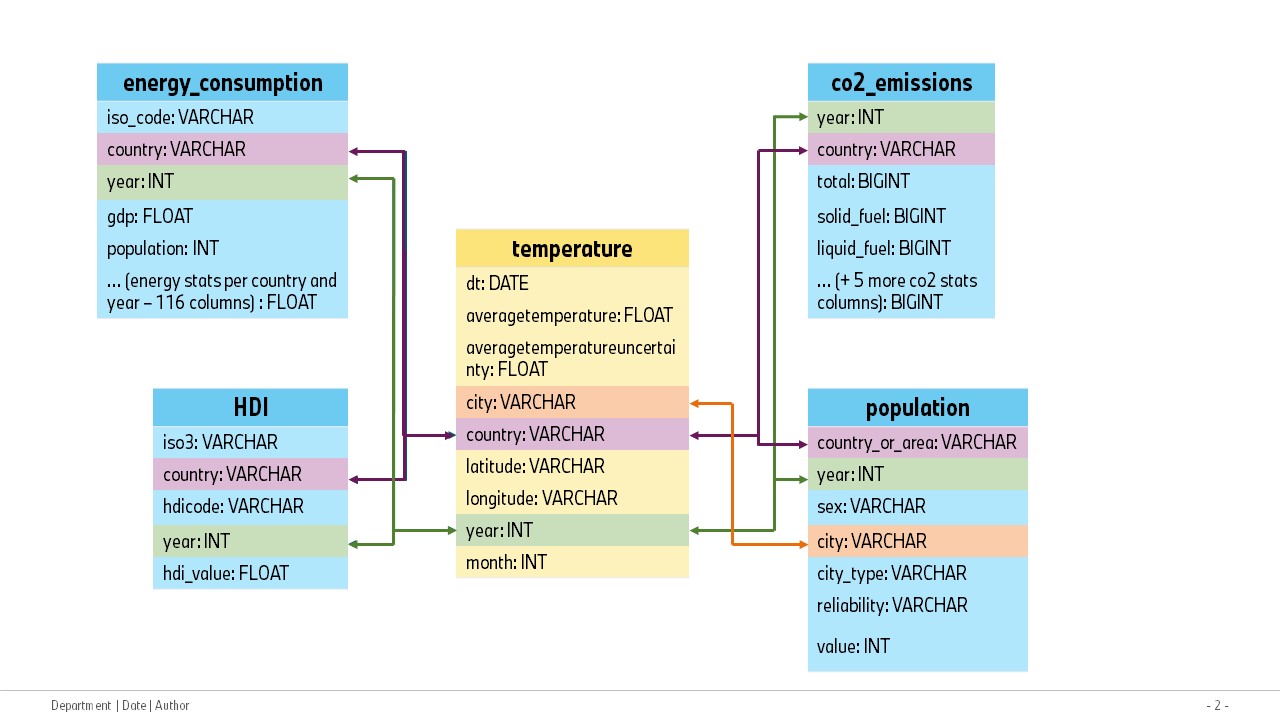 energy_consumption
iso_code: VARCHAR
country: VARCHAR
year: INT
gdp: FLOAT
population: INT
... (energy stats per country and
year – 116 columns) : FLOAT
HDI
iso3: VARCHAR
country: VARCHAR
hdicode: VARCHAR
year: INT
hdi_value: FLOAT
temperature
dt: DATE
averagetemperature: FLOAT
averagetemperatureuncertai
nty: FLOAT
city: VARCHAR
country: VARCHAR
latitude: VARCHAR
longitude: VARCHAR
year: INT
month: INT
co2_emissions
year: INT
country: VARCHAR
total: BIGINT
solid_fuel: BIGINT
liquid_fuel: BIGINT
... (+ 5 more co2 stats
columns): BIGINT
population
country_or_area: VARCHAR
year: INT
sex: VARCHAR
city: VARCHAR
city_type: VARCHAR
reliability: VARCHAR
value: INT
Department | Date | Author
- 2 -